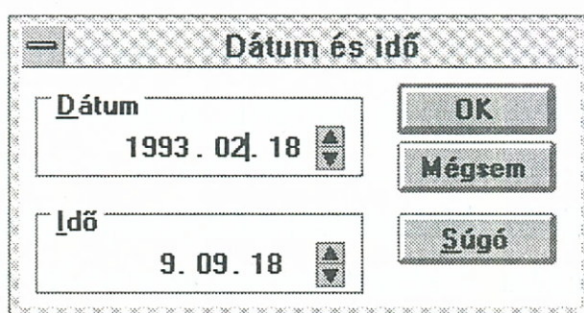 Dátum és idő
Dátum
1993. 02. 18
Idő
9. 09. 18
OK
Mégsem
Súgó